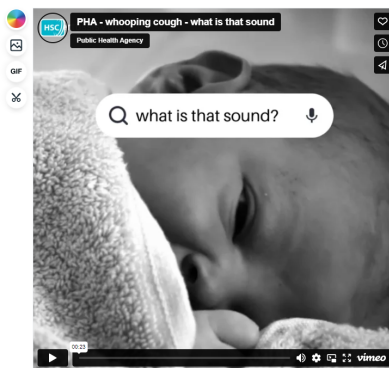 HSC
PHA - whooping cough - what is that sound
Public Health Agency
GIF
what is that sound?
00:23
vimeo